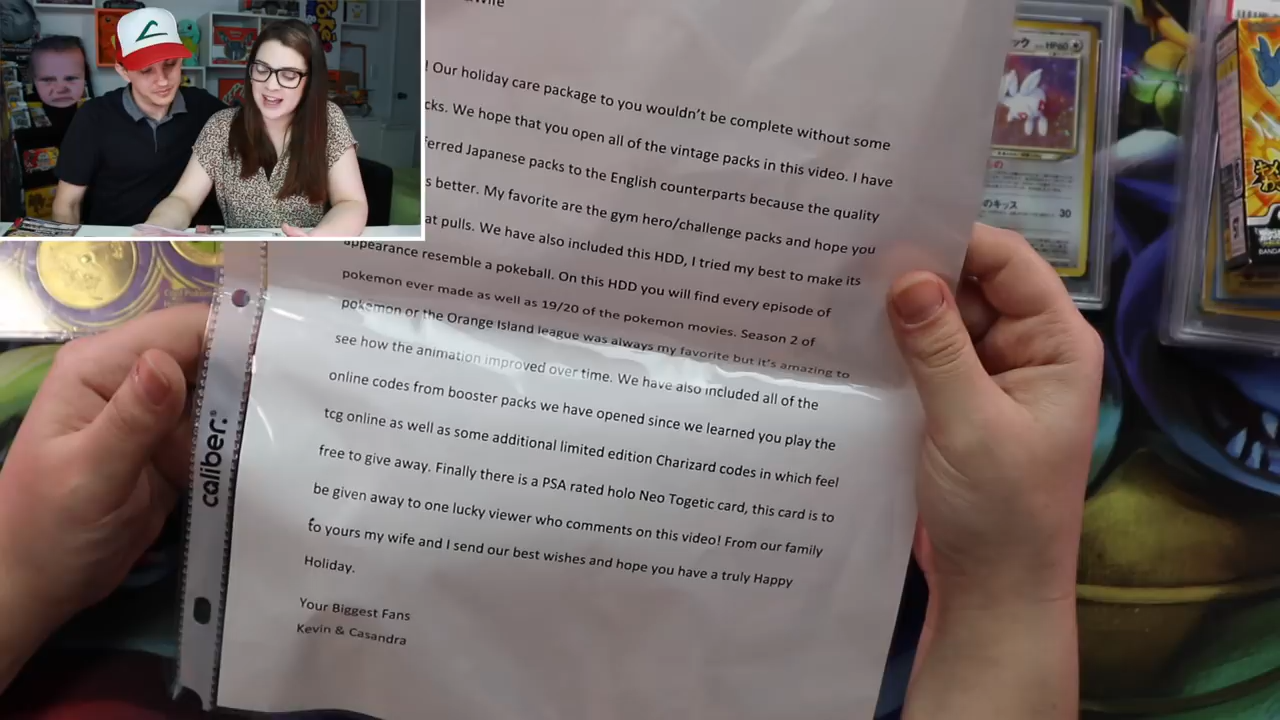 ! Our holiday care package to you wouldn't be complete without some
cks. We hope that you open all of the vintage packs in this video. I have
ferred Japanese packs to the English counterparts because the quality
s better. My favorite are the gym hero/challenge packs and hope you
at pulls. We have also included this HDD, I tried my best to make its
appearance resemble a pokeball. On this HDD you will find every episode of
pokemon ever made as well as 19/20 of the pokemon movies. Season 2 of
pokemon or the Orange Island league was always my favorite but it's amazing to
see how the animation improved over time. We have also included all of the
online codes from booster packs we have opened since we learned you play the
tcg online as well as some additional limited edition Charizard codes in which feel
free to give away. Finally there is a PSA rated holo Neo Togetic card, this card is to
be given away to one lucky viewer who comments on this video! From our family
to yours my wife and I send our best wishes and hope you have a truly Happy
Holiday.
Your Biggest Fans
Kevin & Casandra
caliber.®
ック
HP60
のキッス
30